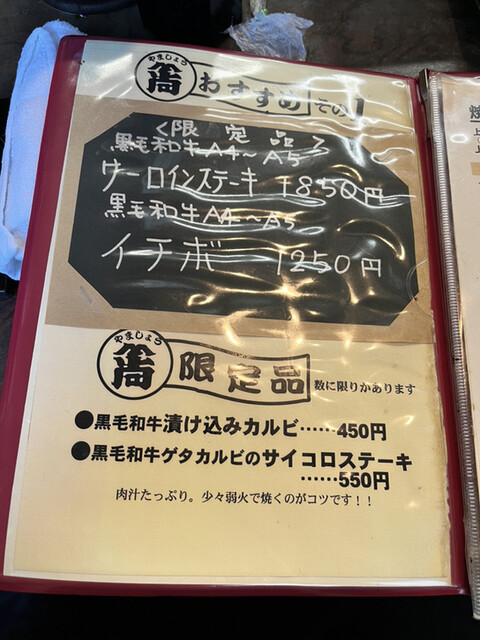 やましょう
おすすめ その1
<限定品>
黒毛和牛A4〜A5
サーロインステーキ 1850円
黒毛和牛A4〜A5
イチボ 1250円
やましょう
限定品 数に限りがあります
●黒毛和牛漬け込みカルビ……450円
●黒毛和牛ゲタカルビのサイコロステーキ
……550円
肉汁たっぷり。少々弱火で焼くのがコツです!!